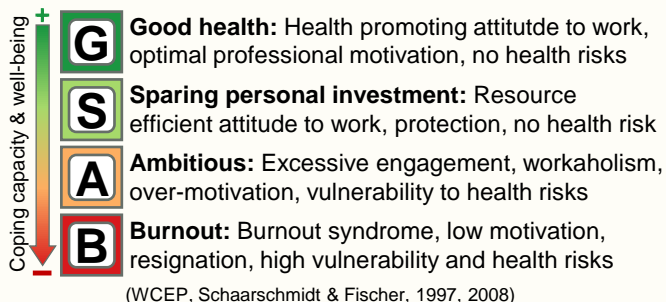 Coping capacity & well-being
+
G
Good health: Health promoting attitutde to work,
optimal professional motivation, no health risks
S
Sparing personal investment: Resource
efficient attitude to work, protection, no health risk
A
Ambitious: Excessive engagement, workaholism,
over-motivation, vulnerability to health risks
B
Burnout: Burnout syndrome, low motivation,
resignation, high vulnerability and health risks
−
(WCEP, Schaarschmidt & Fischer, 1997, 2008)